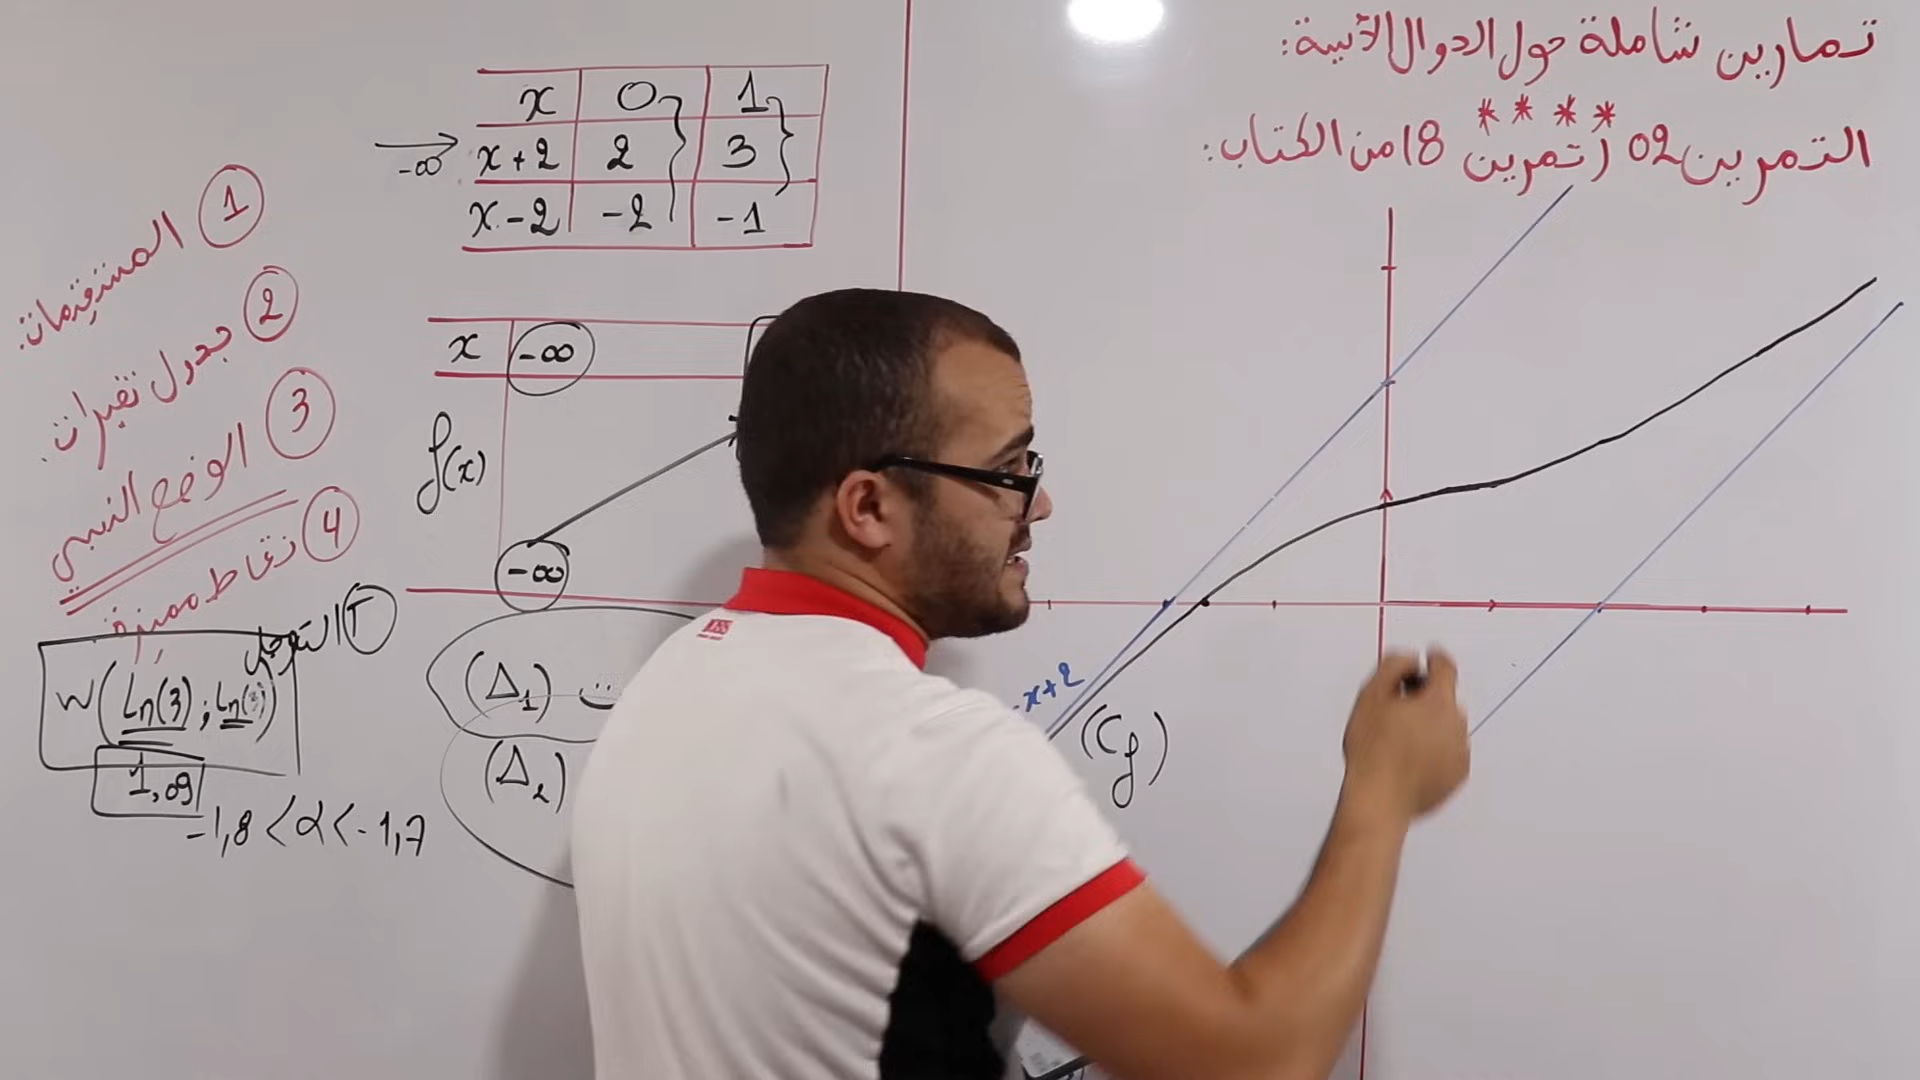 تمارين شاملة حول الدوال الأسية:
التمرين 02 (تمرين 18 من الكتاب:
****
x 0 1
x+2 2 3
x-2 -2 -1
-∞
① المستقيمات.
② جدول تغيرات.
③ الوضع النسبي
④ نقاط مميزة
x -∞
f(x)
-∞
(Δ1)
(Δ2)
W(Ln(3); Ln(3))
1,09
-1,8 < α < -1,7
x+2
(Cf)